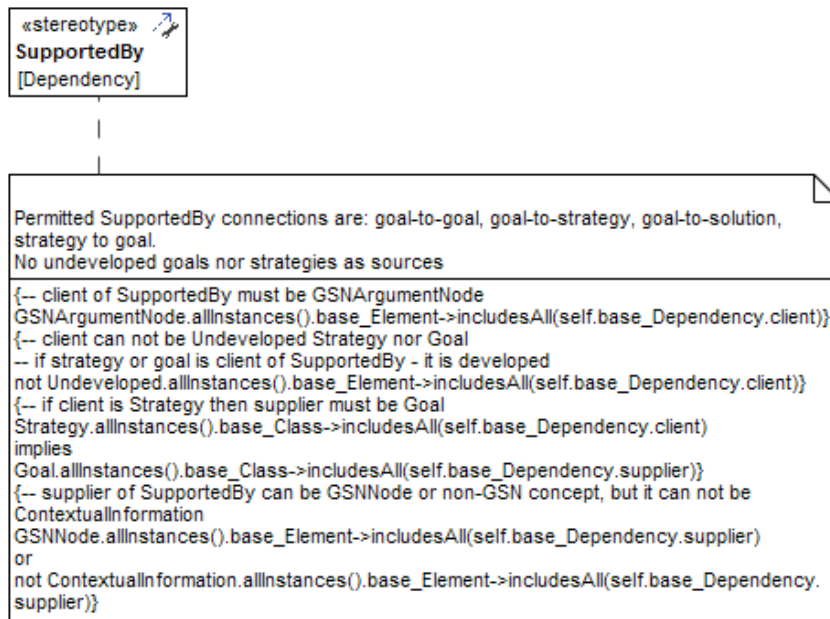 «stereotype»
SupportedBy
[Dependency]
Permitted SupportedBy connections are: goal-to-goal, goal-to-strategy, goal-to-solution,
strategy to goal.
No undeveloped goals nor strategies as sources
{-- client of SupportedBy must be GSNArgumentNode
GSNArgumentNode.allInstances().base_Element->includesAll(self.base_Dependency.client)}
{-- client can not be Undeveloped Strategy nor Goal
-- if strategy or goal is client of SupportedBy - it is developed
not Undeveloped.allInstances().base_Element->includesAll(self.base_Dependency.client)}
{-- if client is Strategy then supplier must be Goal
Strategy.allInstances().base_Class->includesAll(self.base_Dependency.client)
implies
Goal.allInstances().base_Class->includesAll(self.base_Dependency.supplier)}
{-- supplier of SupportedBy can be GSNNode or non-GSN concept, but it can not be
ContextualInformation
GSNNode.allInstances().base_Element->includesAll(self.base_Dependency.supplier)
or
not ContextualInformation.allInstances().base_Element->includesAll(self.base_Dependency.
supplier)}